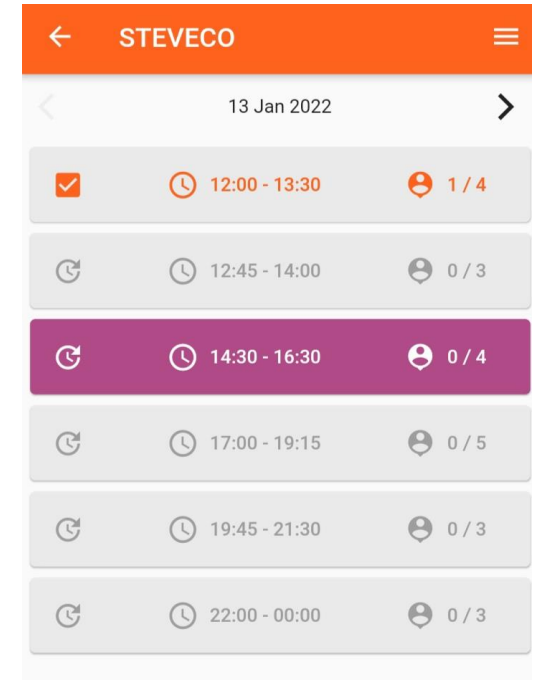 STEVECO
13 Jan 2022
12:00 - 13:30 1 / 4
12:45 - 14:00 0 / 3
14:30 - 16:30 0 / 4
17:00 - 19:15 0 / 5
19:45 - 21:30 0 / 3
22:00 - 00:00 0 / 3